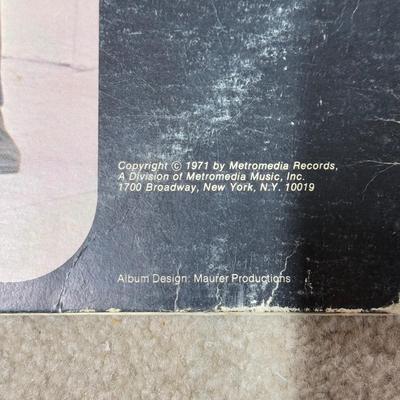 Copyright © 1971 by Metromedia Records,
A Division of Metromedia Music, Inc.
1700 Broadway, New York, N.Y. 10019
Album Design: Maurer Productions